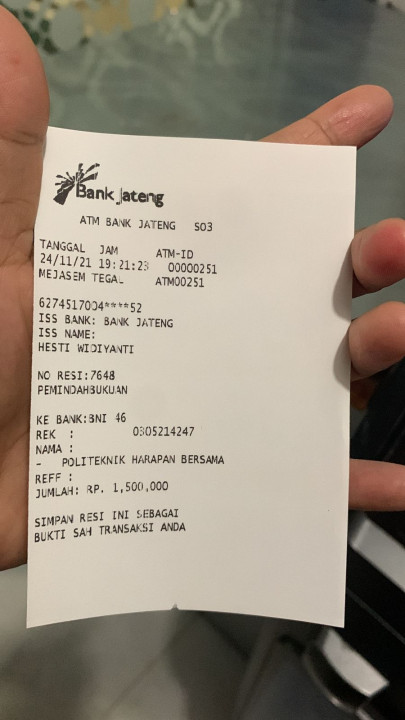 Bank Jateng
ATM BANK JATENG S03
TANGGAL JAM ATM-ID
24/11/21 19:21:23 00000251
MEJASEM TEGAL ATM00251
6274517004****52
ISS BANK: BANK JATENG
ISS NAME:
HESTI WIDIYANTI
NO RESI:7648
PEMINDAHBUKUAN
KE BANK:BNI 46
REK : 0305214247
NAMA :
- POLITEKNIK HARAPAN BERSAMA
REFF :
JUMLAH: RP. 1,500,000
SIMPAN RESI INI SEBAGAI
BUKTI SAH TRANSAKSI ANDA